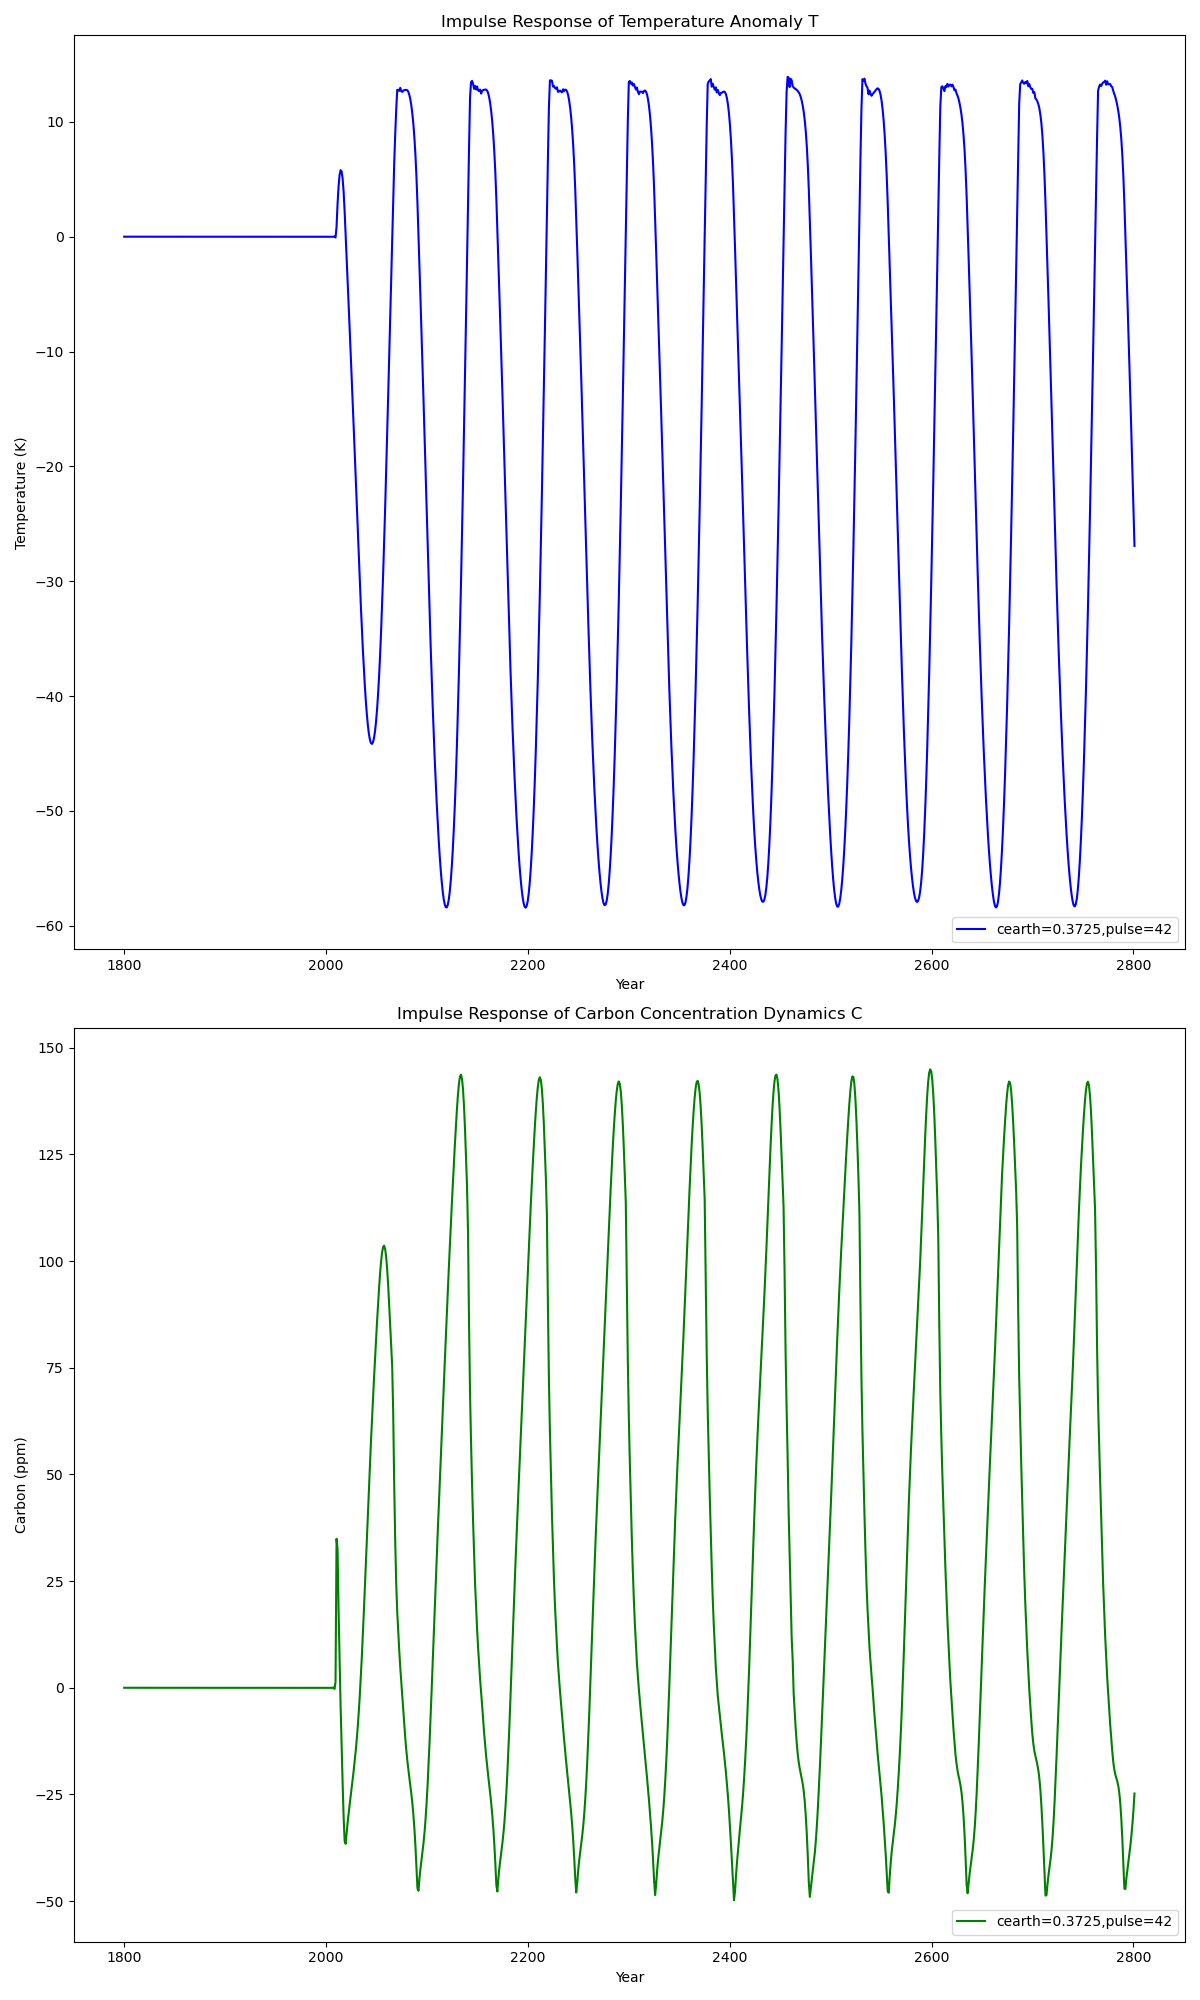 Impulse Response of Temperature Anomaly T
10
0
−10
−20
−30
−40
−50
−60
Temperature (K)
cearth=0.3725,pulse=42
1800 2000 2200 2400 2600 2800
Year
Impulse Response of Carbon Concentration Dynamics C
150
125
100
75
50
25
0
−25
−50
Carbon (ppm)
cearth=0.3725,pulse=42
1800 2000 2200 2400 2600 2800
Year